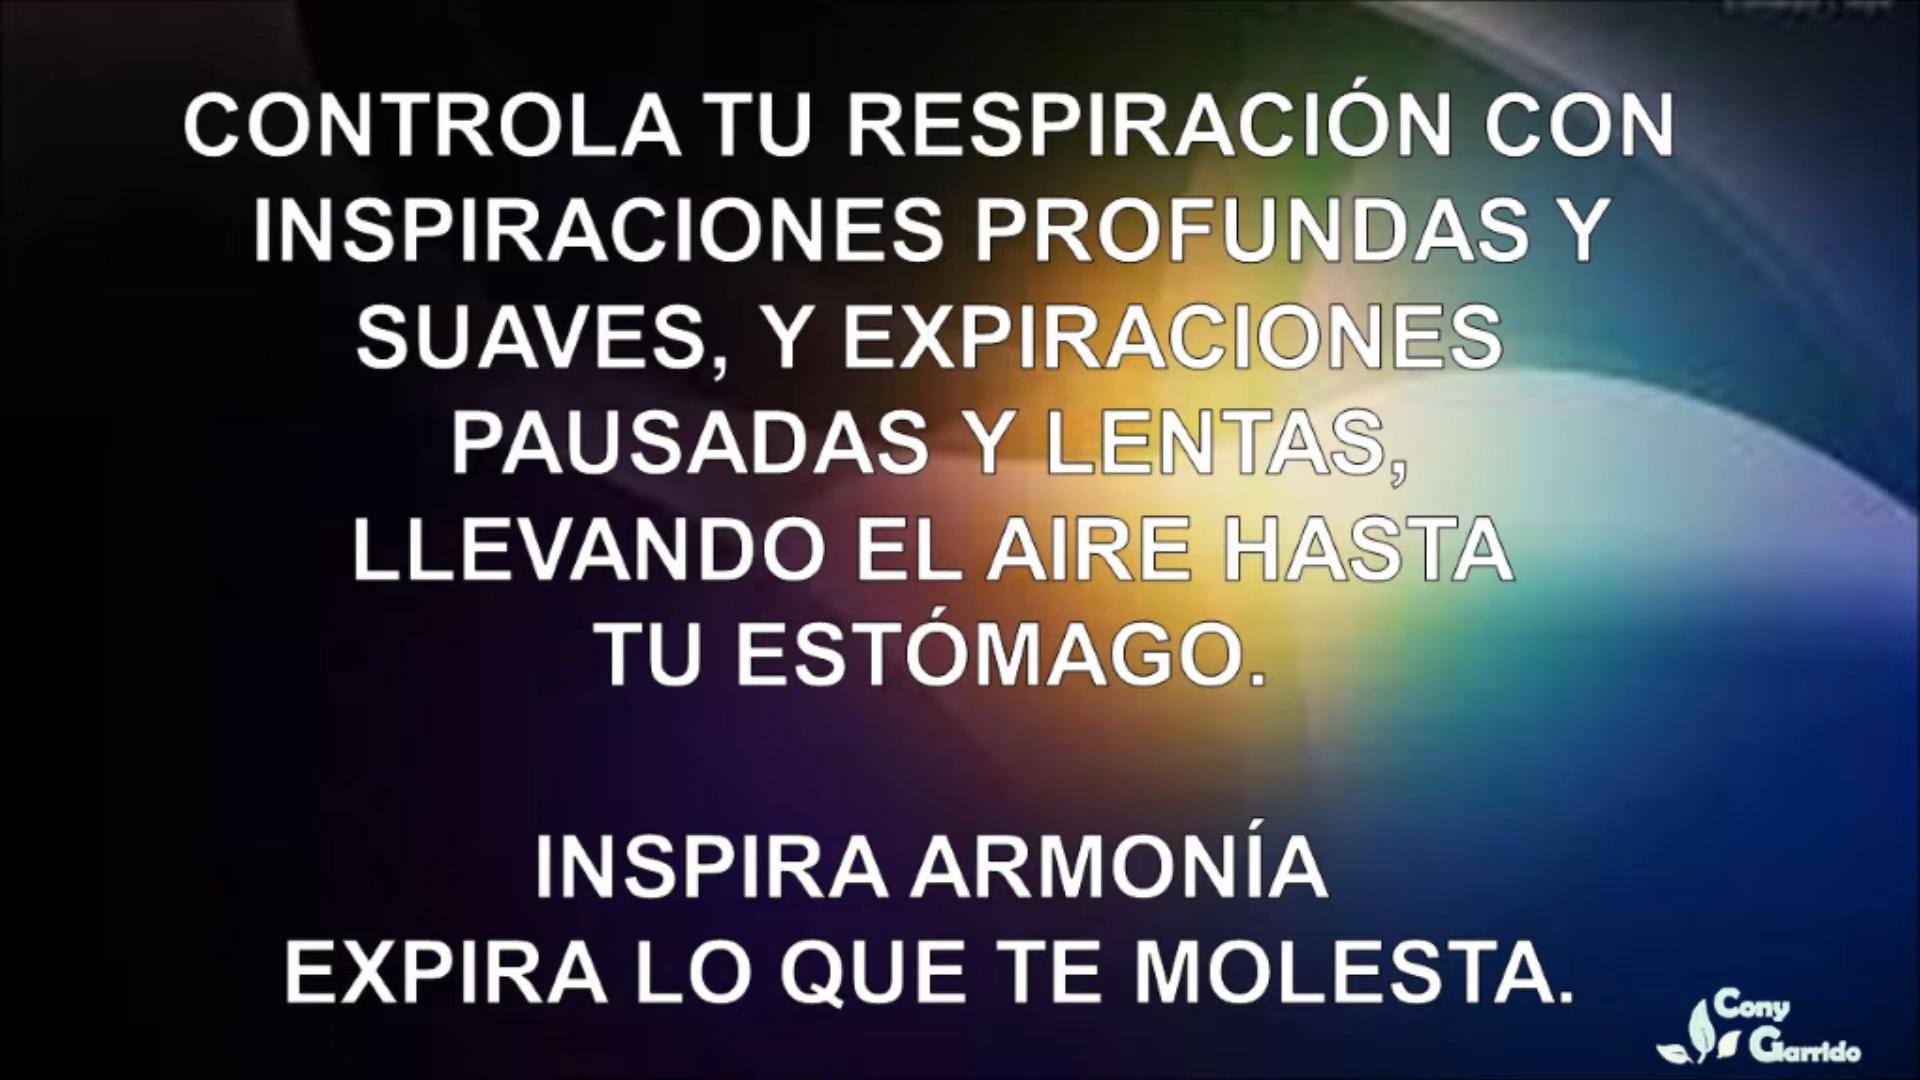 CONTROLA TU RESPIRACIÓN CON
INSPIRACIONES PROFUNDAS Y
SUAVES, Y EXPIRACIONES
PAUSADAS Y LENTAS,
LLEVANDO EL AIRE HASTA
TU ESTÓMAGO.
INSPIRA ARMONÍA
EXPIRA LO QUE TE MOLESTA.
Cony
Garrido